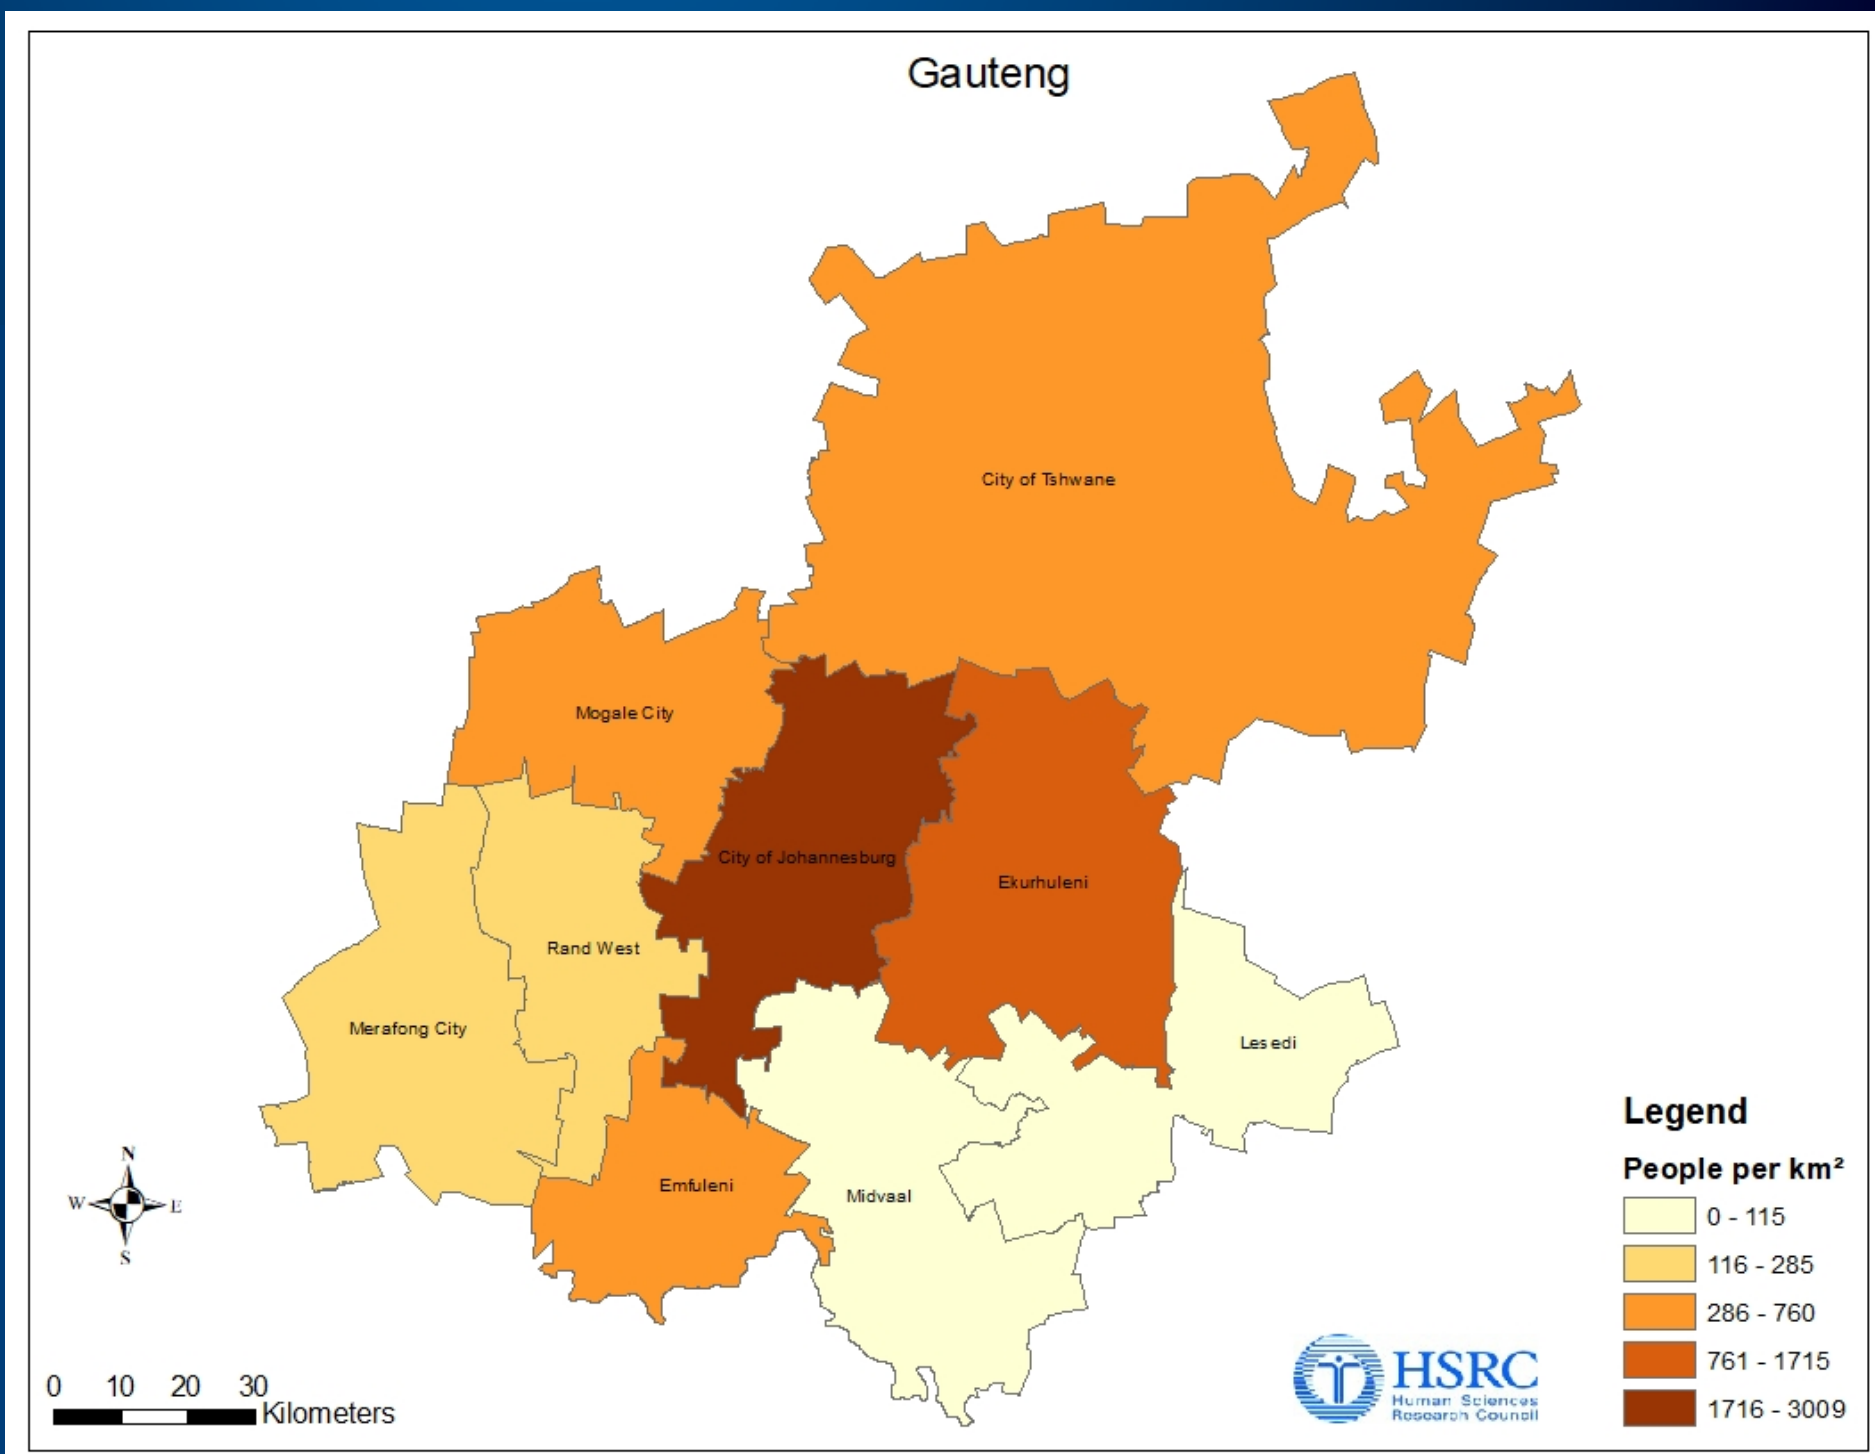 Gauteng
City of Tshwane
Mogale City
City of Johannesburg
Ekurhuleni
Rand West
Merafong City
Lesedi
Emfuleni
Midvaal
N
W E
S
0 10 20 30
Kilometers
Legend
People per km²
0 - 115
116 - 285
286 - 760
761 - 1715
1716 - 3009
HSRC
Human Sciences
Research Council